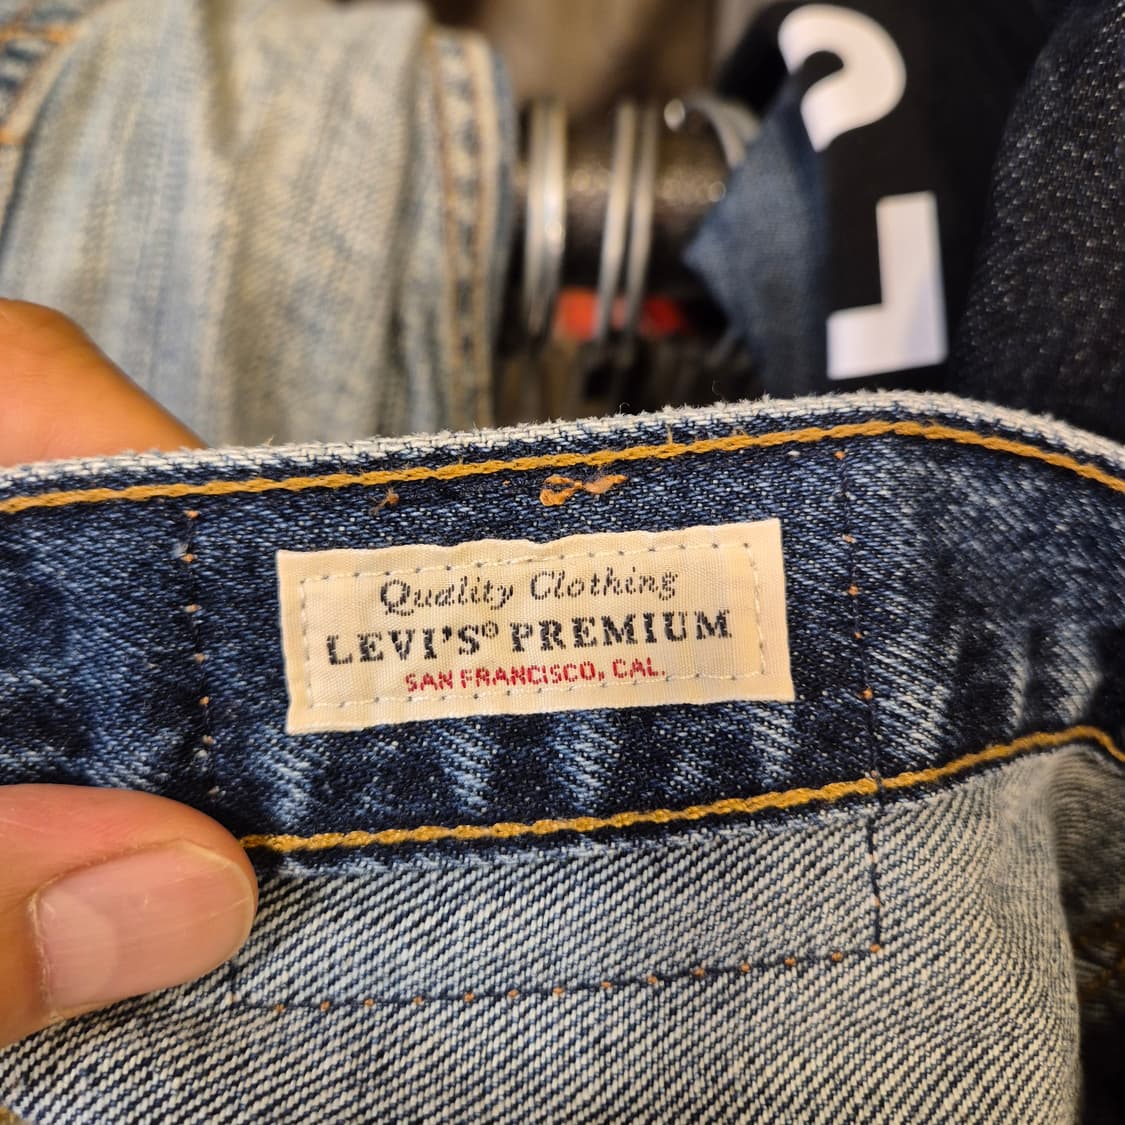 Quality Clothing
LEVI'S® PREMIUM
SAN FRANCISCO, CAL.